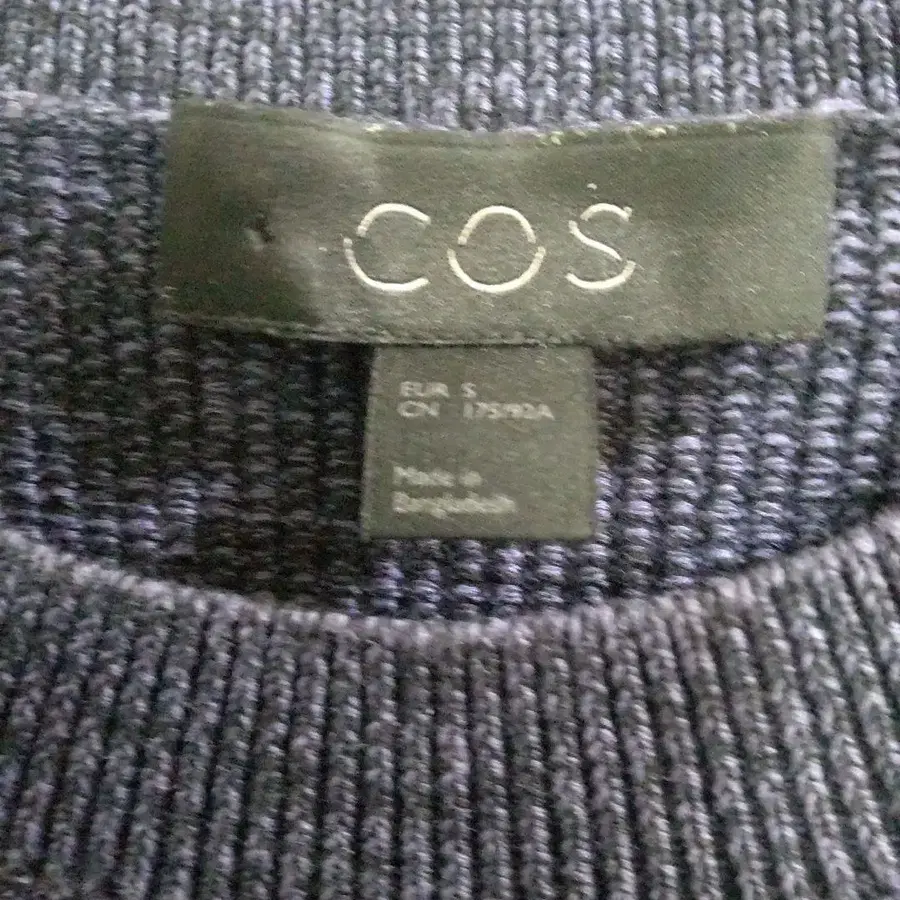 COS
EUR S
CN 175/92A
Made in
Bangladesh